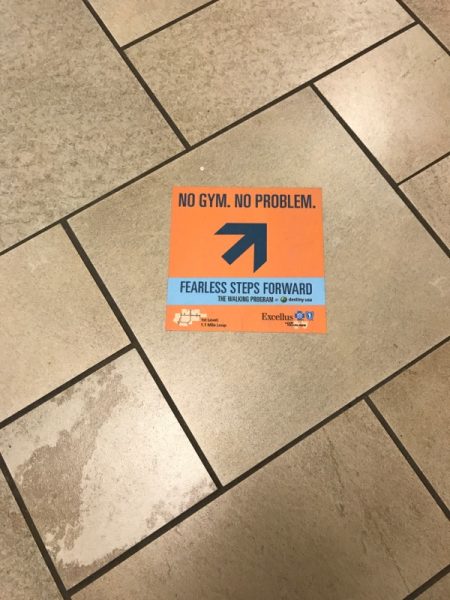 NO GYM. NO PROBLEM.
FEARLESS STEPS FORWARD
THE WALKING PROGRAM at destiny usa
1st Level:
1.1 Mile Loop
Excellus